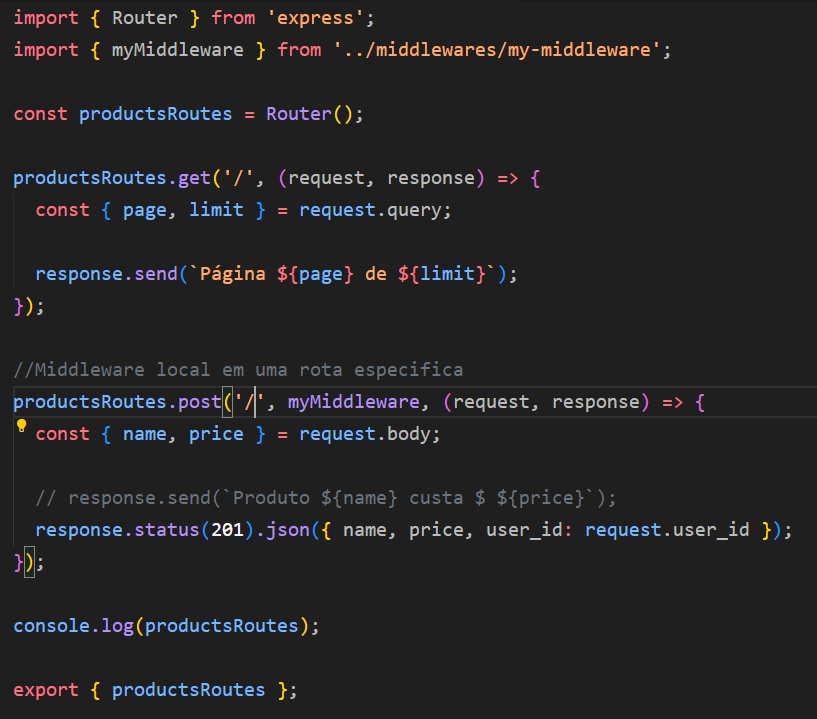 import { Router } from 'express';
import { myMiddleware } from '../middlewares/my-middleware';
const productsRoutes = Router();
productsRoutes.get('/', (request, response) => {
const { page, limit } = request.query;
response.send(`Página ${page} de ${limit}`);
});
//Middleware local em uma rota especifica
productsRoutes.post('/', myMiddleware, (request, response) => {
const { name, price } = request.body;
// response.send(`Produto ${name} custa $ ${price}`);
response.status(201).json({ name, price, user_id: request.user_id });
});
console.log(productsRoutes);
export { productsRoutes };